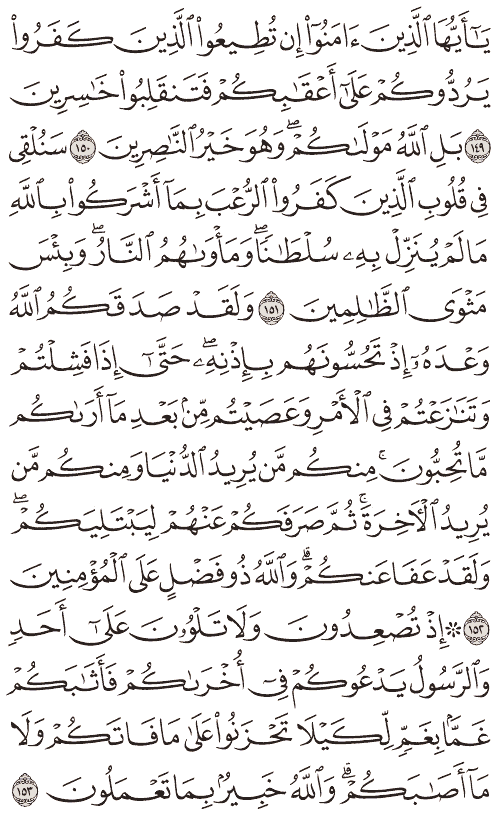 يَـٰٓأَيُّهَا ٱلَّذِينَ ءَامَنُوٓا۟ إِن تُطِيعُوا۟ ٱلَّذِينَ كَفَرُوا۟
يَرُدُّوكُمْ عَلَىٰٓ أَعْقَـٰبِكُمْ فَتَنقَلِبُوا۟ خَـٰسِرِينَ
١٤٩ بَلِ ٱللَّهُ مَوْلَىٰكُمْ ۖ وَهُوَ خَيْرُ ٱلنَّـٰصِرِينَ ١٥٠ سَنُلْقِى
فِى قُلُوبِ ٱلَّذِينَ كَفَرُوا۟ ٱلرُّعْبَ بِمَآ أَشْرَكُوا۟ بِٱللَّهِ
مَا لَمْ يُنَزِّلْ بِهِۦ سُلْطَـٰنًا ۖ وَمَأْوَىٰهُمُ ٱلنَّارُ ۖ وَبِئْسَ
مَثْوَى ٱلظَّـٰلِمِينَ ١٥١ وَلَقَدْ صَدَقَكُمُ ٱللَّهُ
وَعْدَهُۥٓ إِذْ تَحُسُّونَهُم بِإِذْنِهِۦ ۖ حَتَّىٰٓ إِذَا فَشِلْتُمْ
وَتَنَـٰزَعْتُمْ فِى ٱلْأَمْرِ وَعَصَيْتُم مِّنۢ بَعْدِ مَآ أَرَىٰكُم
مَّا تُحِبُّونَ ۚ مِنكُم مَّن يُرِيدُ ٱلدُّنْيَا وَمِنكُم مَّن
يُرِيدُ ٱلْـَٔاخِرَةَ ۚ ثُمَّ صَرَفَكُمْ عَنْهُمْ لِيَبْتَلِيَكُمْ ۖ
وَلَقَدْ عَفَا عَنكُمْ ۗ وَٱللَّهُ ذُو فَضْلٍ عَلَى ٱلْمُؤْمِنِينَ
١٥٢ ۞ إِذْ تُصْعِدُونَ وَلَا تَلْوُۥنَ عَلَىٰٓ أَحَدٍ
وَٱلرَّسُولُ يَدْعُوكُمْ فِىٓ أُخْرَىٰكُمْ فَأَثَـٰبَكُمْ
غَمًّۢا بِغَمٍّ لِّكَيْلَا تَحْزَنُوا۟ عَلَىٰ مَا فَاتَكُمْ وَلَا
مَآ أَصَـٰبَكُمْ ۗ وَٱللَّهُ خَبِيرٌۢ بِمَا تَعْمَلُونَ ١٥٣